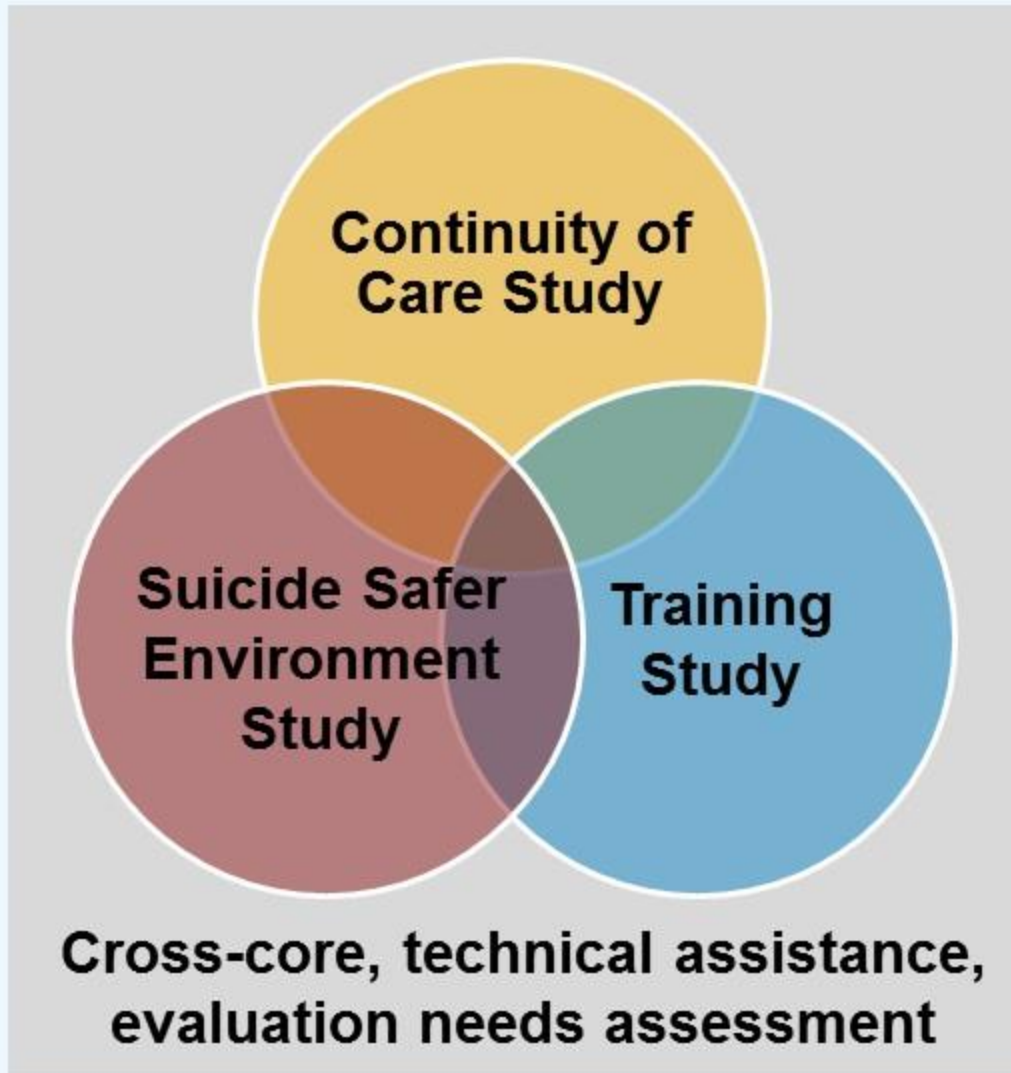 Continuity of
Care Study
Suicide Safer
Environment
Study
Training
Study
Cross-core, technical assistance,
evaluation needs assessment